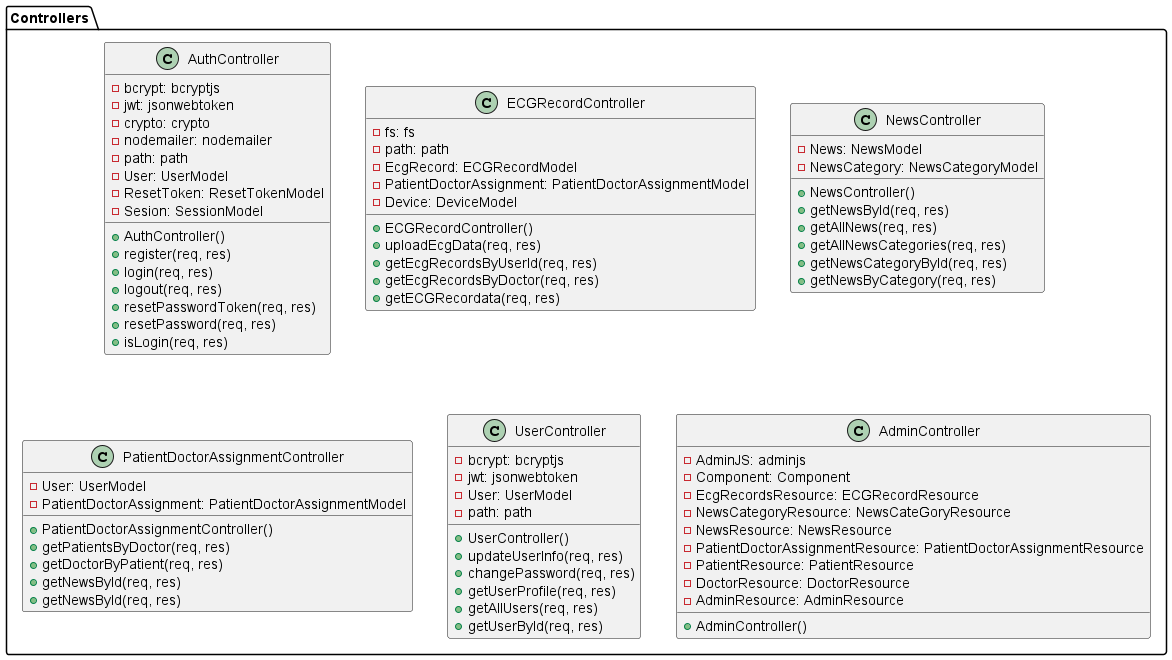 Controllers
C AuthController
bcrypt: bcryptjs
jwt: jsonwebtoken
crypto: crypto
nodemailer: nodemailer
path: path
User: UserModel
ResetToken: ResetTokenModel
Sesion: SessionModel
AuthController()
register(req, res)
login(req, res)
logout(req, res)
resetPasswordToken(req, res)
resetPassword(req, res)
isLogin(req, res)
C ECGRecordController
fs: fs
path: path
EcgRecord: ECGRecordModel
PatientDoctorAssignment: PatientDoctorAssignmentModel
Device: DeviceModel
ECGRecordController()
uploadEcgData(req, res)
getEcgRecordsByUserId(req, res)
getEcgRecordsByDoctor(req, res)
getECGRecordata(req, res)
C NewsController
News: NewsModel
NewsCategory: NewsCategoryModel
NewsController()
getNewsById(req, res)
getAllNews(req, res)
getAllNewsCategories(req, res)
getNewsCategoryById(req, res)
getNewsByCategory(req, res)
C PatientDoctorAssignmentController
User: UserModel
PatientDoctorAssignment: PatientDoctorAssignmentModel
PatientDoctorAssignmentController()
getPatientsByDoctor(req, res)
getDoctorByPatient(req, res)
getNewsById(req, res)
getNewsById(req, res)
C UserController
bcrypt: bcryptjs
jwt: jsonwebtoken
User: UserModel
path: path
UserController()
updateUserInfo(req, res)
changePassword(req, res)
getUserProfile(req, res)
getAllUsers(req, res)
getUserById(req, res)
C AdminController
AdminJS: adminjs
Component: Component
EcgRecordsResource: ECGRecordResource
NewsCategoryResource: NewsCateGoryResource
NewsResource: NewsResource
PatientDoctorAssignmentResource: PatientDoctorAssignmentResource
PatientResource: PatientResource
DoctorResource: DoctorResource
AdminResource: AdminResource
AdminController()